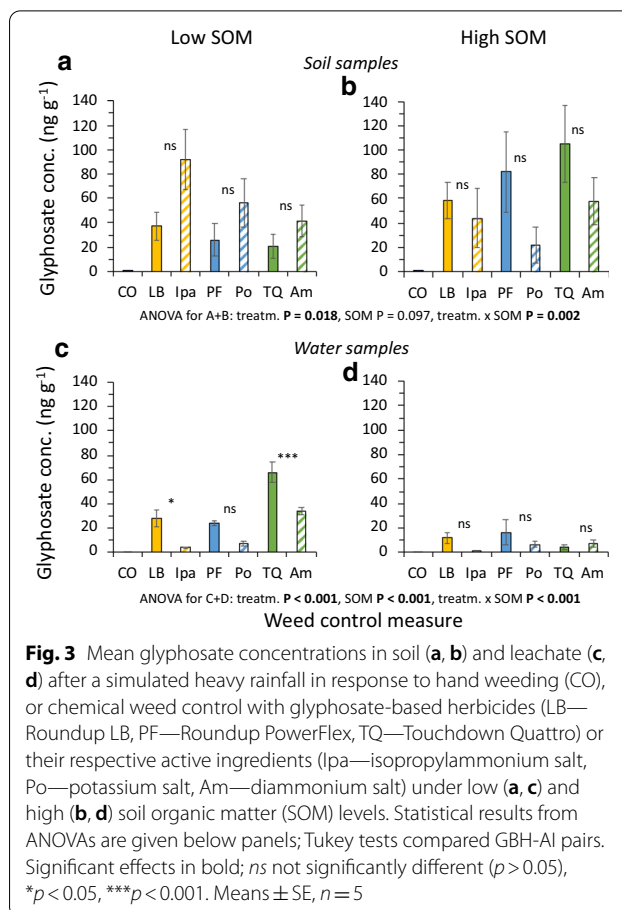 Low SOM High SOM
a Soil samples b
Glyphosate conc. (ng g⁻¹)
140
120
100
80
60
40
20
0
ns ns ns
CO LB Ipa PF Po TQ Am
140
120
100
80
60
40
20
0
ns ns ns
CO LB Ipa PF Po TQ Am
ANOVA for A+B: treatm. P = 0.018, SOM P = 0.097, treatm. x SOM P = 0.002
c Water samples d
Glyphosate conc. (ng g⁻¹)
140
120
100
80
60
40
20
0
* ns ***
CO LB Ipa PF Po TQ Am
140
120
100
80
60
40
20
0
ns ns ns
CO LB Ipa PF Po TQ Am
ANOVA for C+D: treatm. P < 0.001, SOM P < 0.001, treatm. x SOM P < 0.001
Weed control measure
Fig. 3 Mean glyphosate concentrations in soil (a, b) and leachate (c,
d) after a simulated heavy rainfall in response to hand weeding (CO),
or chemical weed control with glyphosate-based herbicides (LB—
Roundup LB, PF—Roundup PowerFlex, TQ—Touchdown Quattro) or
their respective active ingredients (Ipa—isopropylammonium salt,
Po—potassium salt, Am—diammonium salt) under low (a, c) and
high (b, d) soil organic matter (SOM) levels. Statistical results from
ANOVAs are given below panels; Tukey tests compared GBH-AI pairs.
Significant effects in bold; ns not significantly different (p > 0.05),
*p < 0.05, ***p < 0.001. Means ± SE, n = 5